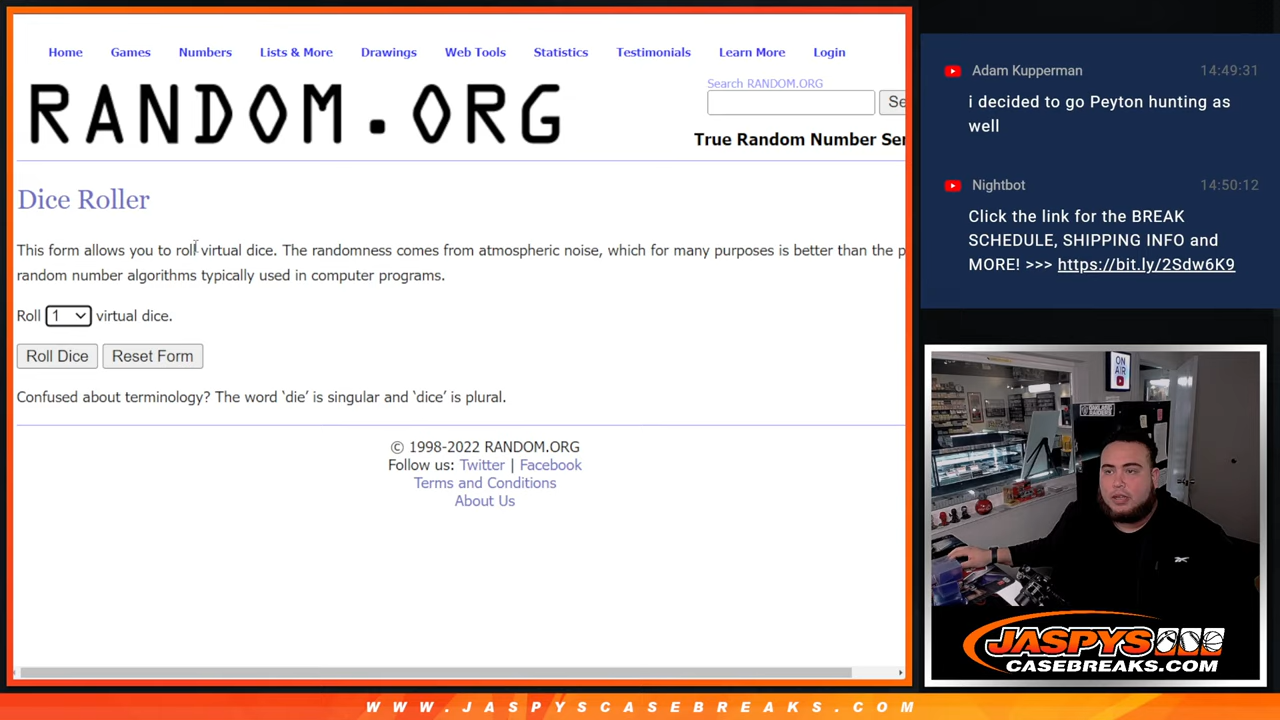 Home Games Numbers Lists & More Drawings Web Tools Statistics Testimonials Learn More Login
RANDOM.ORG
Search RANDOM.ORG
Se
True Random Number Ser
Dice Roller
This form allows you to roll virtual dice. The randomness comes from atmospheric noise, which for many purposes is better than the p
random number algorithms typically used in computer programs.
Roll 1 virtual dice.
Roll Dice Reset Form
Confused about terminology? The word ‘die’ is singular and ‘dice’ is plural.
© 1998-2022 RANDOM.ORG
Follow us: Twitter | Facebook
Terms and Conditions
About Us
Adam Kupperman 14:49:31
i decided to go Peyton hunting as
well
Nightbot 14:50:12
Click the link for the BREAK
SCHEDULE, SHIPPING INFO and
MORE! >>> https://bit.ly/2Sdw6K9
ON
AIR
JASPYS
CASEBREAKS.COM
WWW.JASPYSCASEBREAKS.COM